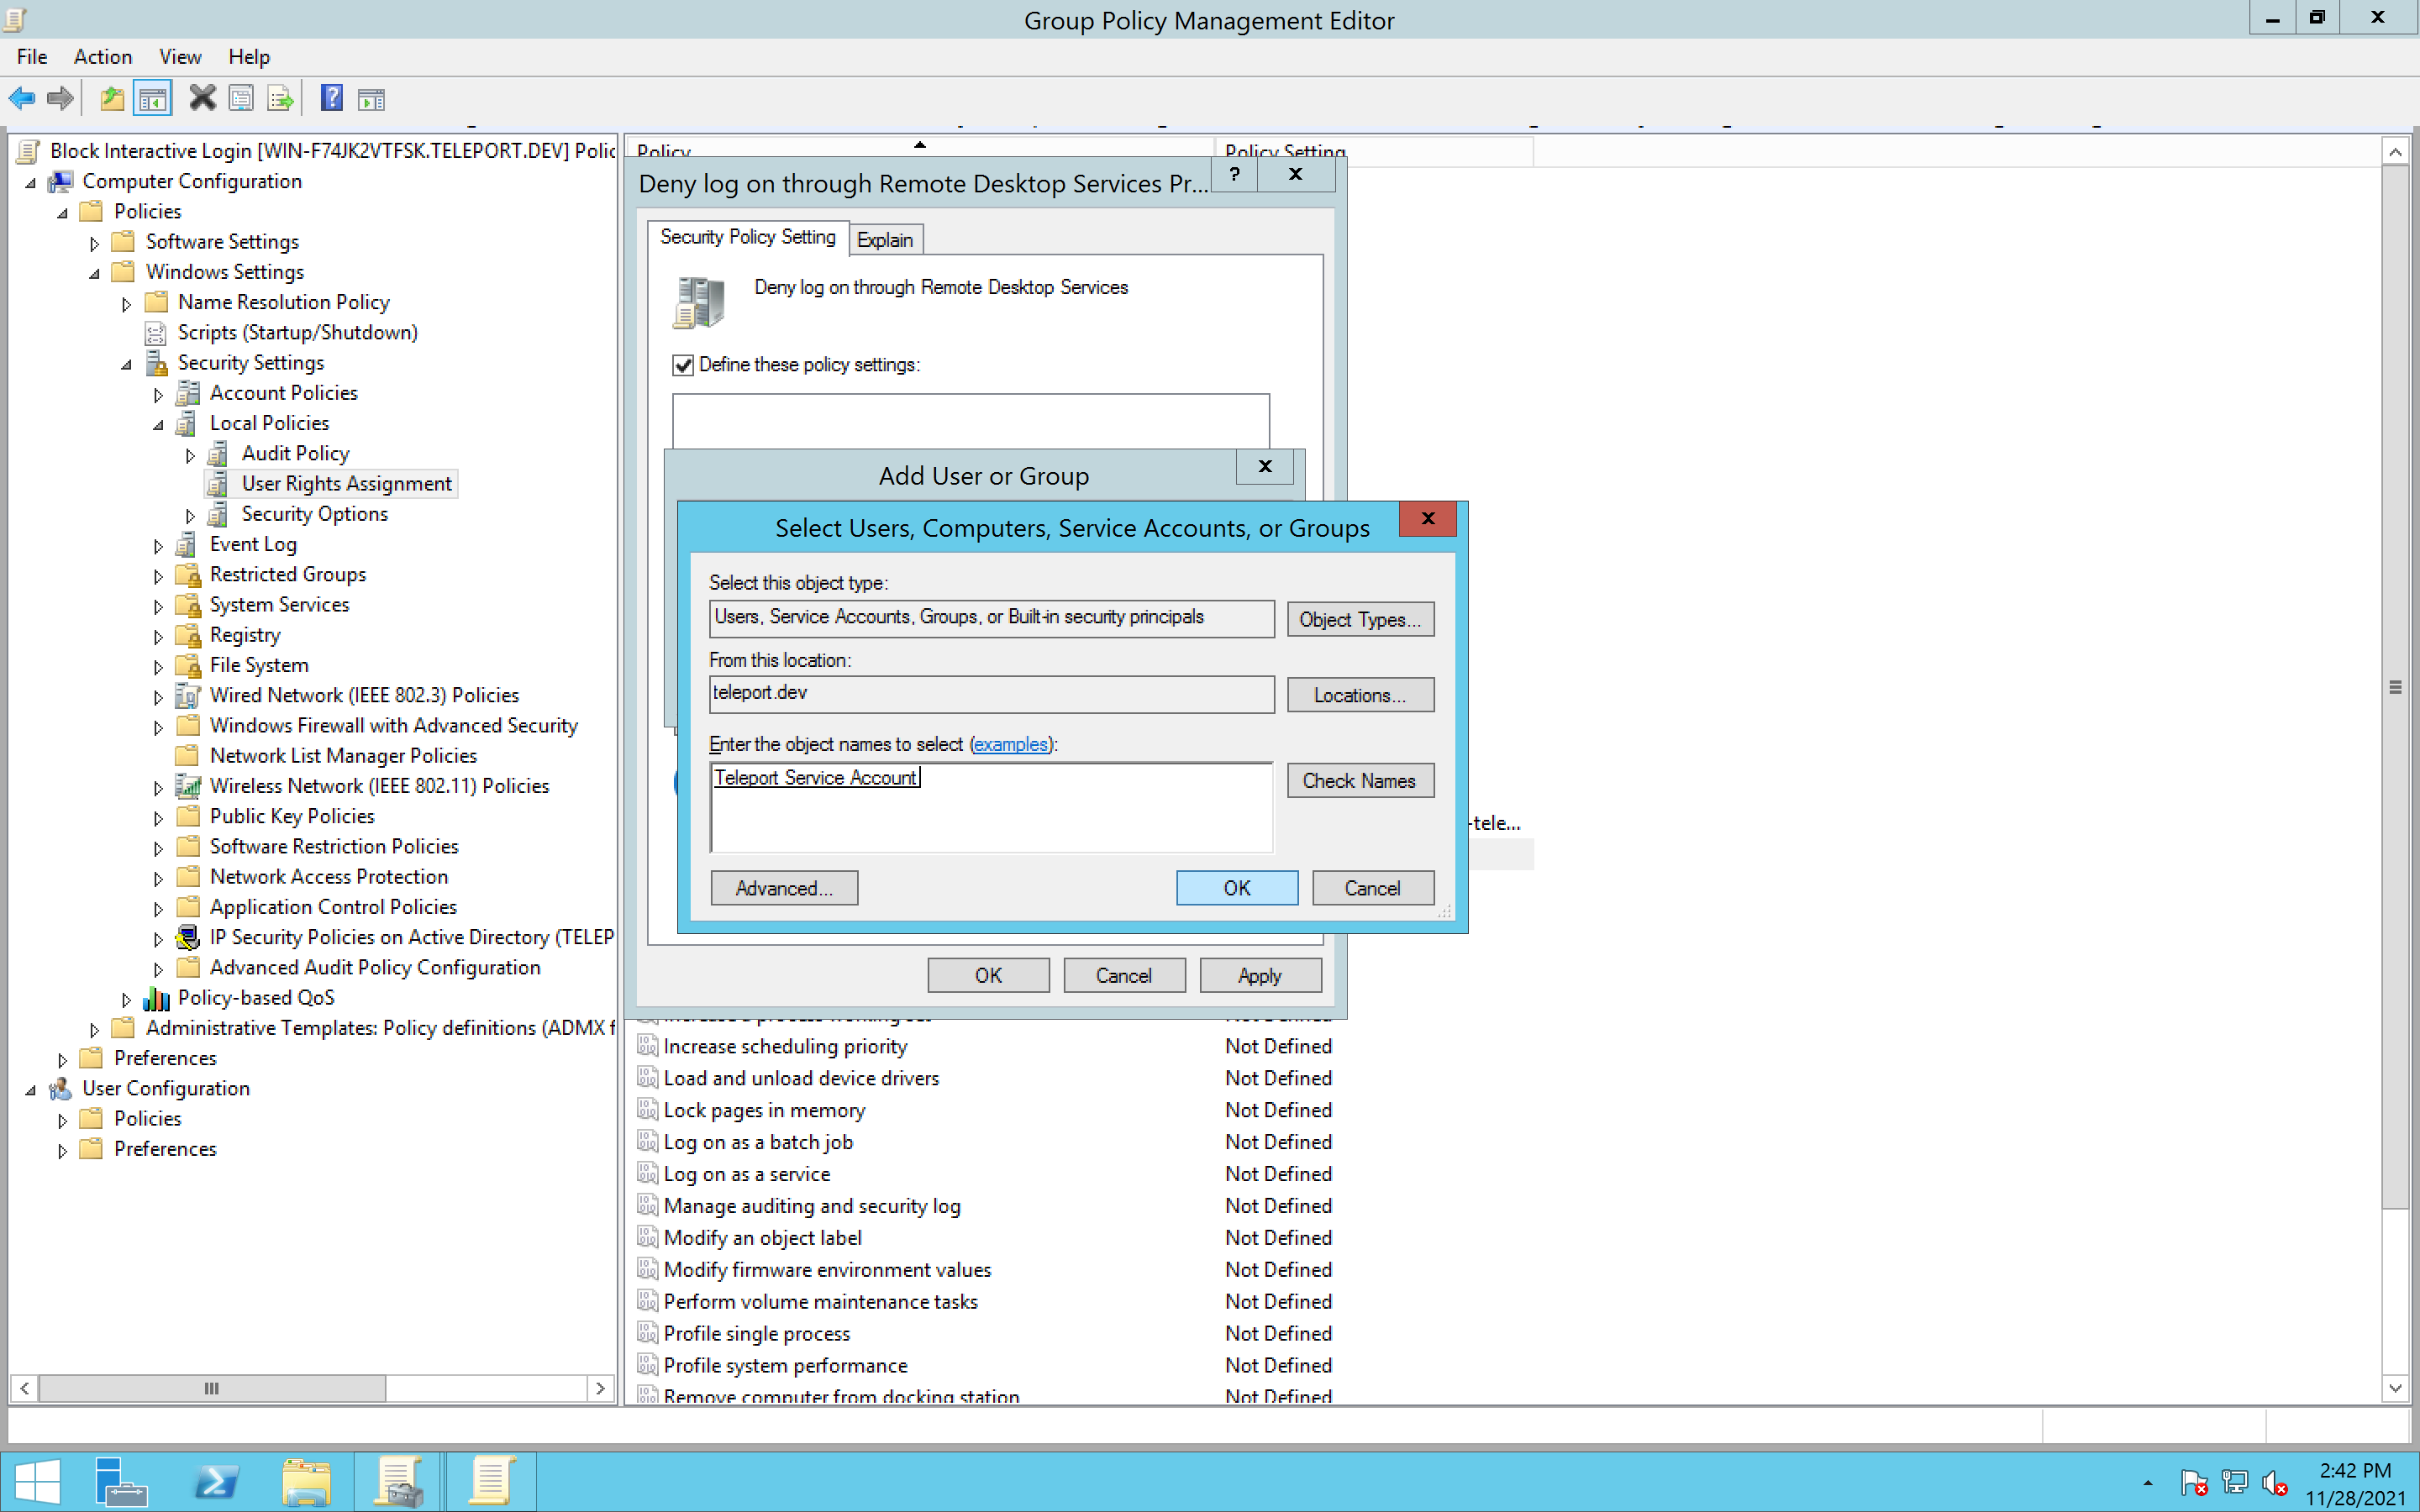 Group Policy Management Editor
File Action View Help
Block Interactive Login [WIN-F74JK2VTFSK.TELEPORT.DEV] Polic
Computer Configuration
Policies
Software Settings
Windows Settings
Name Resolution Policy
Scripts (Startup/Shutdown)
Security Settings
Account Policies
Local Policies
Audit Policy
User Rights Assignment
Security Options
Event Log
Restricted Groups
System Services
Registry
File System
Wired Network (IEEE 802.3) Policies
Windows Firewall with Advanced Security
Network List Manager Policies
Wireless Network (IEEE 802.11) Policies
Public Key Policies
Software Restriction Policies
Network Access Protection
Application Control Policies
IP Security Policies on Active Directory (TELEP
Advanced Audit Policy Configuration
Policy-based QoS
Administrative Templates: Policy definitions (ADMX f
Preferences
User Configuration
Policies
Preferences
Policy Policy Setting
Deny log on through Remote Desktop Services Pr... ? x
Security Policy Setting Explain
Deny log on through Remote Desktop Services
Define these policy settings:
Add User or Group x
Select Users, Computers, Service Accounts, or Groups x
Select this object type:
Users, Service Accounts, Groups, or Built-in security principals Object Types...
From this location:
teleport.dev Locations...
Enter the object names to select (examples):
Teleport Service Account Check Names
-tele...
Advanced... OK Cancel
OK Cancel Apply
Increase scheduling priority Not Defined
Load and unload device drivers Not Defined
Lock pages in memory Not Defined
Log on as a batch job Not Defined
Log on as a service Not Defined
Manage auditing and security log Not Defined
Modify an object label Not Defined
Modify firmware environment values Not Defined
Perform volume maintenance tasks Not Defined
Profile single process Not Defined
Profile system performance Not Defined
Remove computer from docking station Not Defined
2:42 PM
11/28/2021